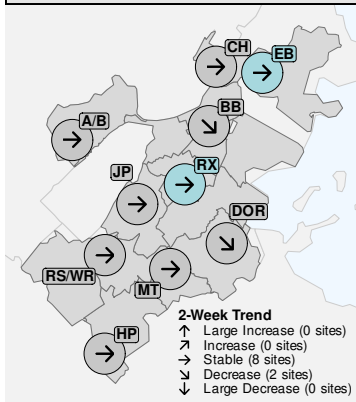 CH
EB
BB
A/B
RX
JP
DOR
RS/WR
MT
HP
2-Week Trend
↑ Large Increase (0 sites)
↗ Increase (0 sites)
→ Stable (8 sites)
↘ Decrease (2 sites)
↓ Large Decrease (0 sites)